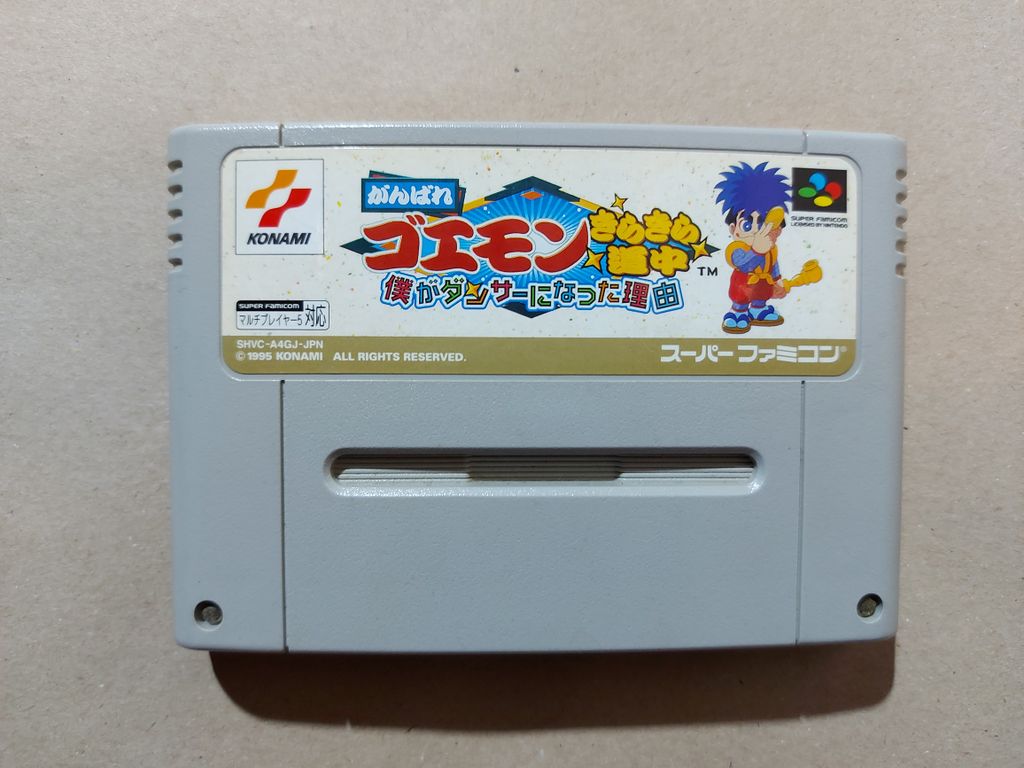 KONAMI
がんばれ
ゴエモン
きらきら
道中
TM
僕がダンサーになった理由
SUPER FAMICOM
LICENSED BY NINTENDO
SUPER FAMICOM
マルチプレイヤー5対応
SHVC-A4GJ-JPN
© 1995 KONAMI ALL RIGHTS RESERVED.
スーパーファミコン®